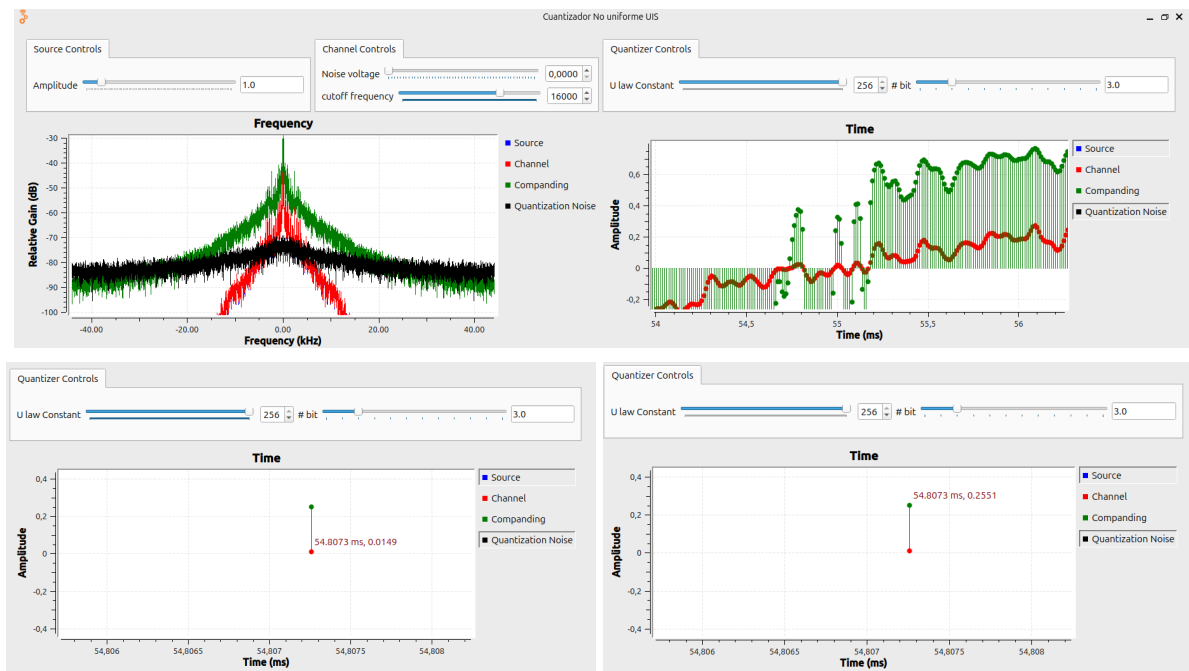 Cuantizador No uniforme UIS
Source Controls
Amplitude 1.0
Channel Controls
Noise voltage 0,0000
cutoff frequency 16000
Quantizer Controls
U law Constant 256 # bit 3.0
Frequency
Relative Gain (dB)
-30
-40
-50
-60
-70
-80
-90
-100
-40.00 -20.00 0.00 20.00 40.00
Frequency (kHz)
Source
Channel
Companding
Quantization Noise
Time
Amplitude
0,6
0,4
0,2
0
-0,2
54 54,5 55 55,5 56
Time (ms)
Source
Channel
Companding
Quantization Noise
Quantizer Controls
U law Constant 256 # bit 3.0
Time
Amplitude
0,4
0,2
0
-0,2
-0,4
54.8073 ms, 0.0149
54,806 54,8065 54,807 54,8075 54,808
Time (ms)
Source
Channel
Companding
Quantization Noise
Quantizer Controls
U law Constant 256 # bit 3.0
Time
Amplitude
0,4
0,2
0
-0,2
-0,4
54.8073 ms, 0.2551
54,806 54,8065 54,807 54,8075 54,808
Time (ms)
Source
Channel
Companding
Quantization Noise